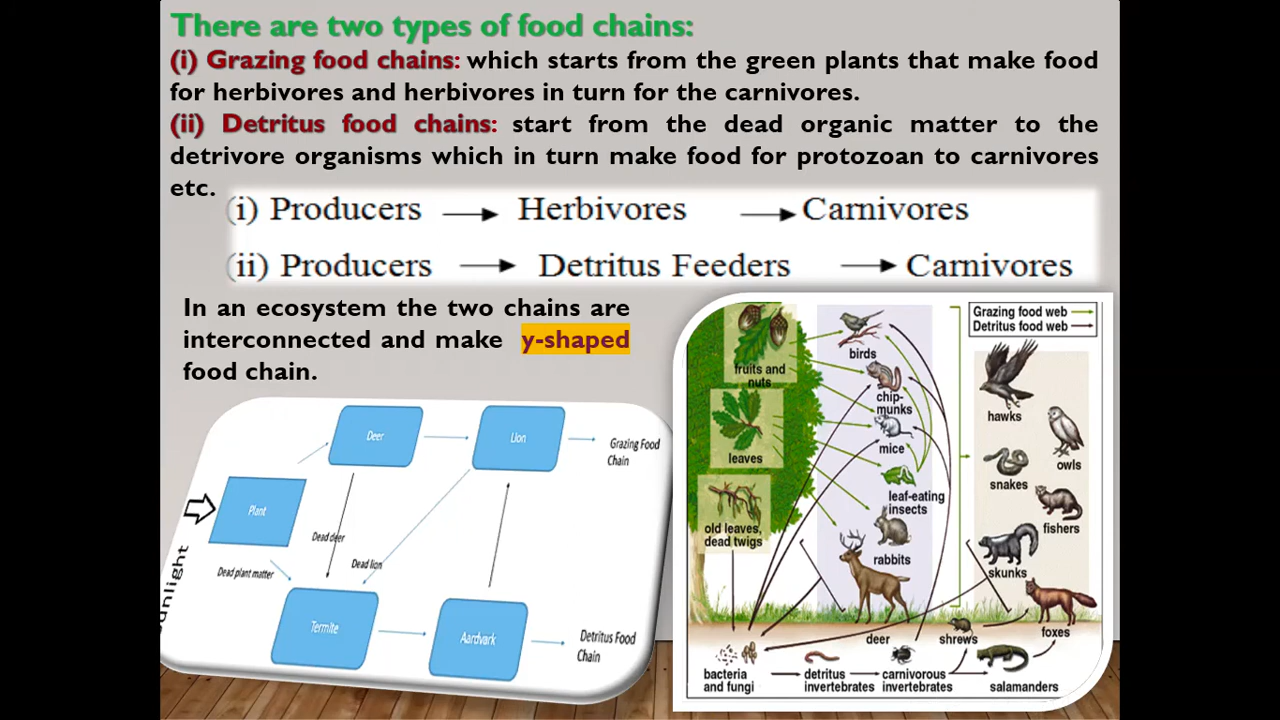 There are two types of food chains:
(i) Grazing food chains: which starts from the green plants that make food
for herbivores and herbivores in turn for the carnivores.
(ii) Detritus food chains: start from the dead organic matter to the
detrivore organisms which in turn make food for protozoan to carnivores
etc.
(i) Producers
Herbivores
Carnivores
(ii) Producers
Detritus Feeders
Carnivores
In an ecosystem the two chains are
interconnected and make y-shaped
food chain.
Deer
Lion
Grazing Food
Chain
Plant
Dead deer
Dead lion
Dead plant matter
Termite
Aardvark
Detritus Food
Chain
Grazing food web
Detritus food web
fruits and
nuts
birds
chip-
munks
hawks
mice
leaves
owls
snakes
leaf-eating
insects
old leaves,
dead twigs
fishers
rabbits
skunks
deer
shrews
foxes
bacteria
and fungi
detritus
invertebrates
carnivorous
invertebrates
salamanders